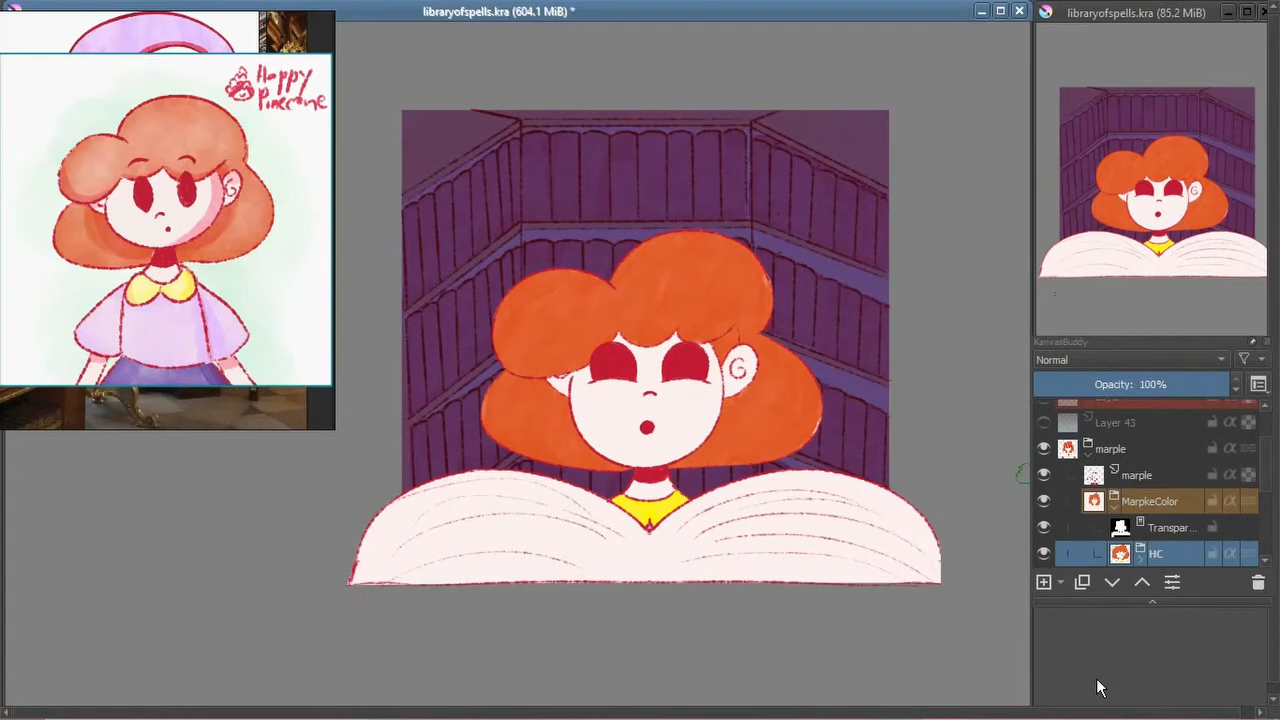 libraryofspells.kra (604.1 MiB) *
libraryofspells.kra (85.2 MiB)
Happy
Pinecone
KanvasBuddy
Normal
Opacity: 100%
Layer 43
marple
marple
MarpkeColor
Transpar...
HC